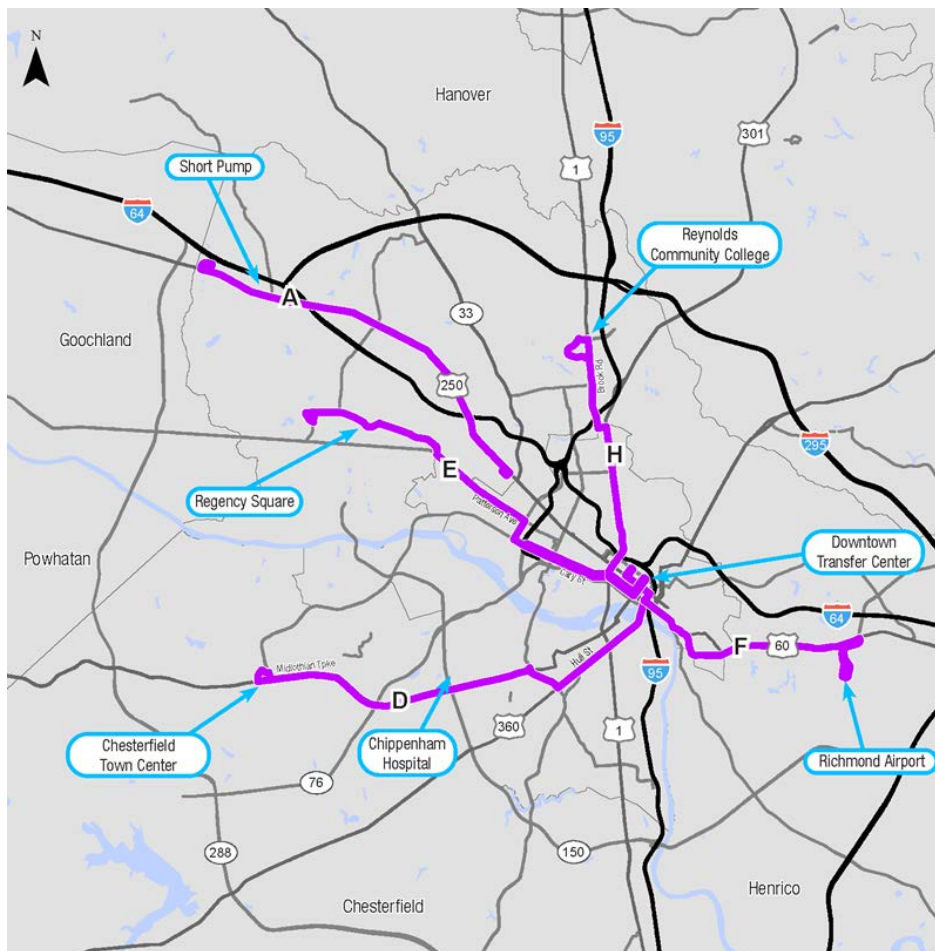 N
Hanover
95
301
1
Short Pump
64
Reynolds
Community College
A
33
Goochland
250
Brook Rd
295
H
E
Regency Square
Patterson Ave
Powhatan
Downtown
Transfer Center
Cary St
64
F
60
Midlothian Tpke
Hull St
95
D
360
1
Chesterfield
Town Center
Chippenham
Hospital
Richmond Airport
76
288
150
Henrico
Chesterfield